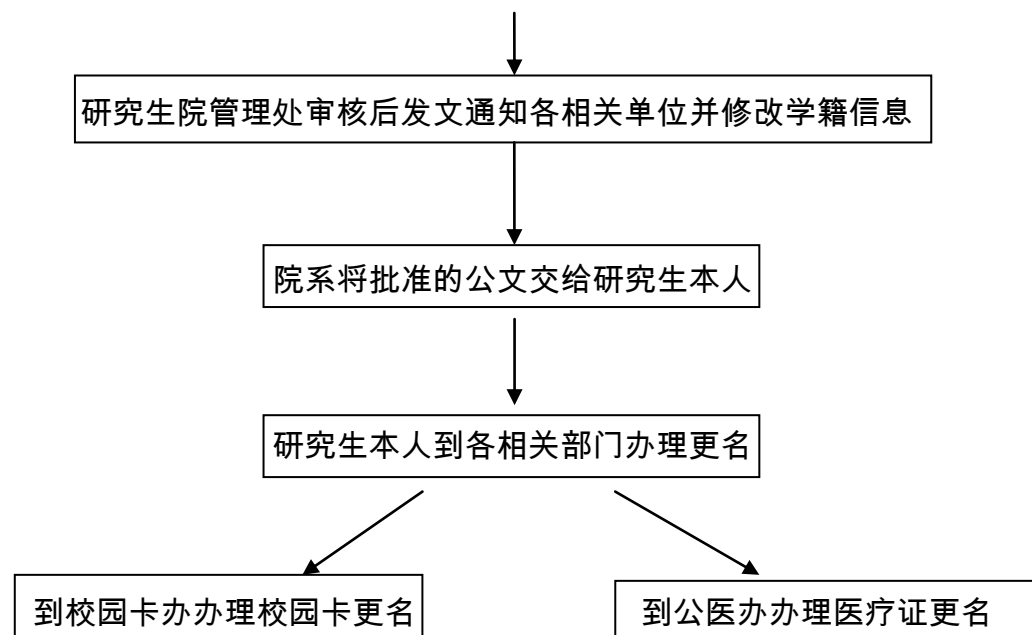 研究生院管理处审核后发文通知各相关单位并修改学籍信息
院系将批准的公文交给研究生本人
研究生本人到各相关部门办理更名
到校园卡办办理校园卡更名
到公医办办理医疗证更名